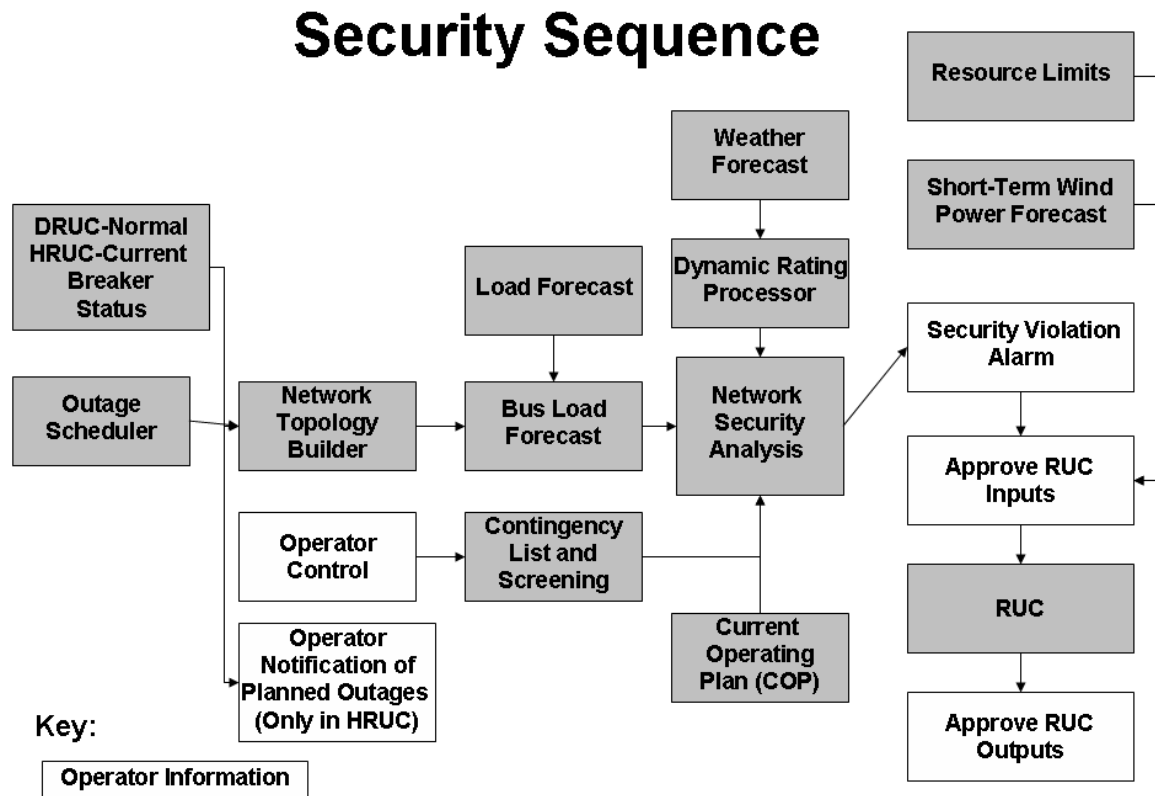 Security Sequence
Resource Limits
Weather
Forecast
Short-Term Wind
Power Forecast
DRUC-Normal
HRUC-Current
Breaker
Status
Load Forecast
Dynamic Rating
Processor
Security Violation
Alarm
Outage
Scheduler
Network
Topology
Builder
Bus Load
Forecast
Network
Security
Analysis
Approve RUC
Inputs
Operator
Control
Contingency
List and
Screening
RUC
Operator
Notification of
Planned Outages
(Only in HRUC)
Current
Operating
Plan (COP)
Approve RUC
Outputs
Key:
Operator Information